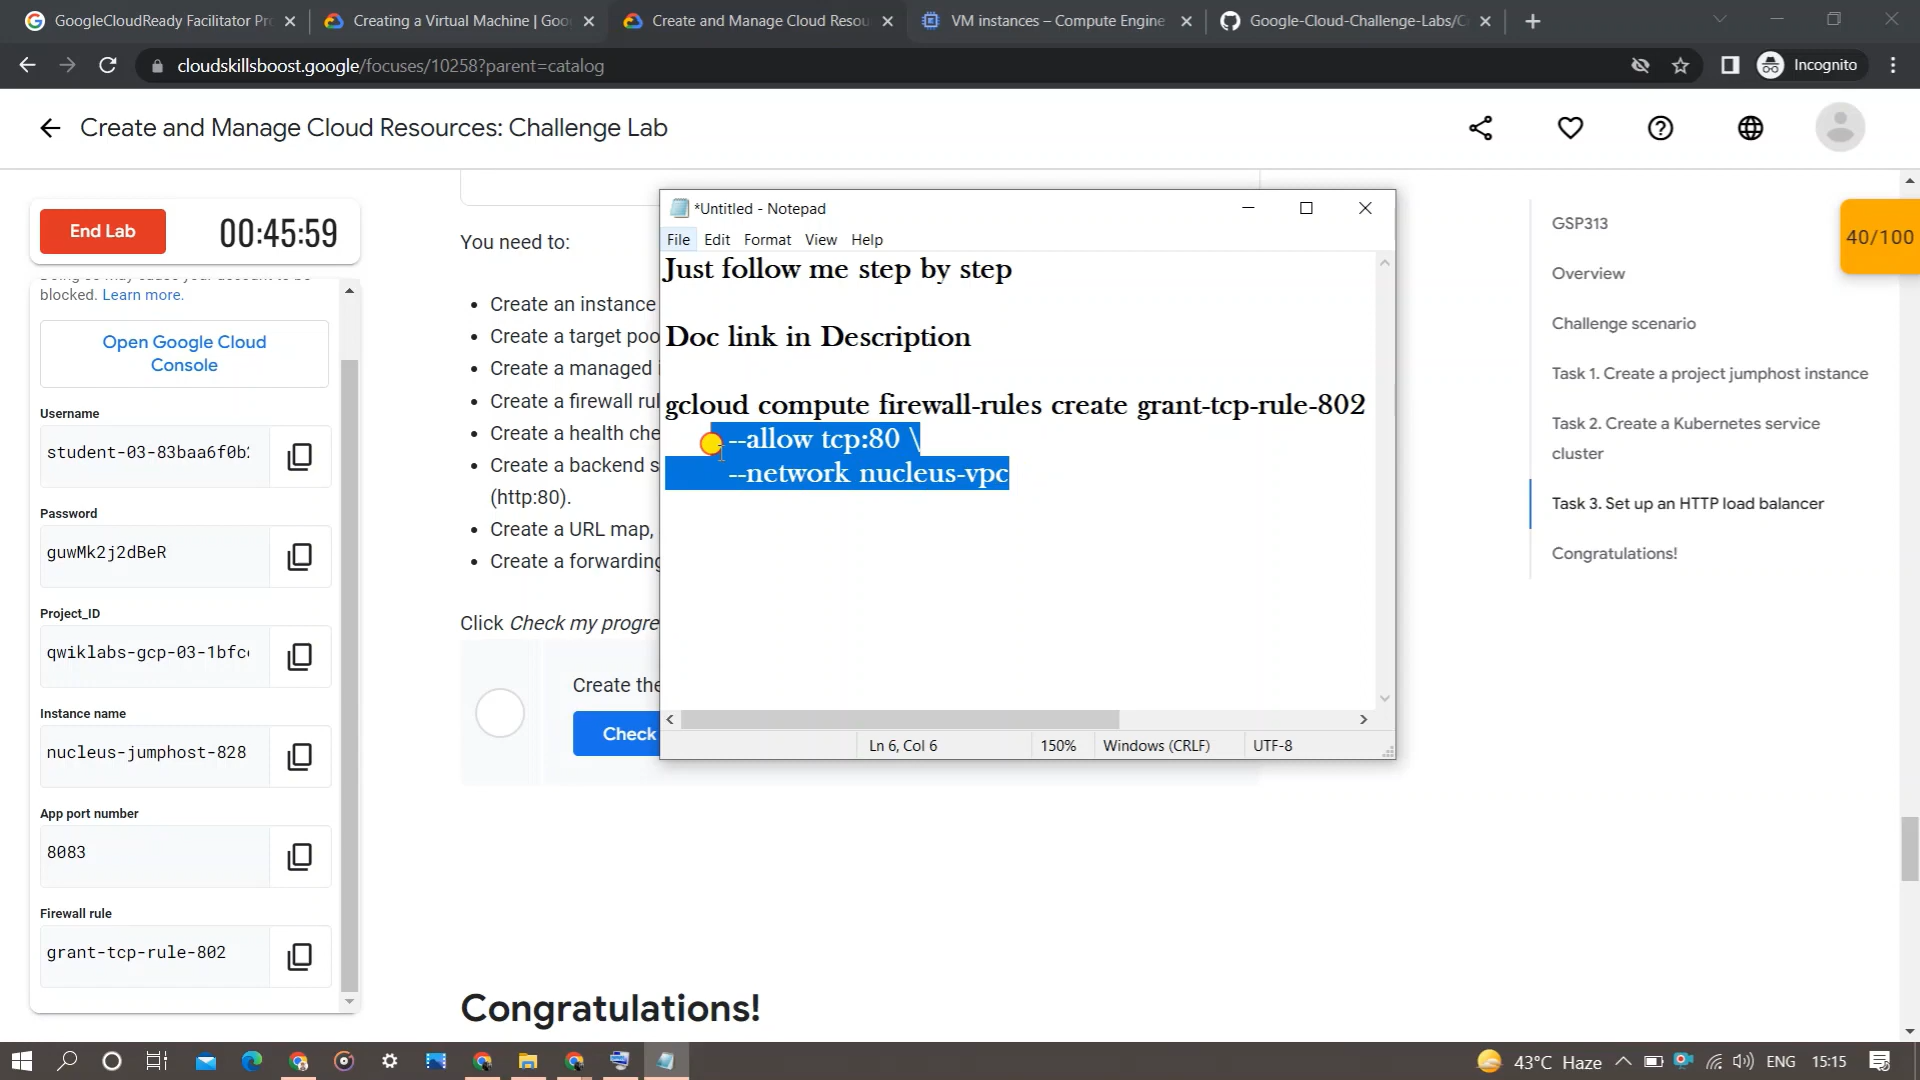 GoogleCloudReady Facilitator Pro
Creating a Virtual Machine | Goo
Create and Manage Cloud Resou
VM instances – Compute Engine
Google-Cloud-Challenge-Labs/C
cloudskillsboost.google/focuses/10258?parent=catalog
Incognito
Create and Manage Cloud Resources: Challenge Lab
End Lab
00:45:59
blocked. Learn more.
Open Google Cloud
Console
Username
student-03-83baa6f0b2
Password
guwMk2j2dBeR
Project_ID
qwiklabs-gcp-03-1bfc
Instance name
nucleus-jumphost-828
App port number
8083
Firewall rule
grant-tcp-rule-802
You need to:
Create an instance
Create a target poo
Create a managed i
Create a firewall rul
Create a health che
Create a backend s
(http:80).
Create a URL map,
Create a forwarding
Click Check my progre
Create the
Check
Congratulations!
*Untitled - Notepad
File Edit Format View Help
Just follow me step by step
Doc link in Description
gcloud compute firewall-rules create grant-tcp-rule-802
--allow tcp:80 \
--network nucleus-vpc
Ln 6, Col 6
150%
Windows (CRLF)
UTF-8
GSP313
Overview
Challenge scenario
Task 1. Create a project jumphost instance
Task 2. Create a Kubernetes service
cluster
Task 3. Set up an HTTP load balancer
Congratulations!
40/100
43°C Haze
ENG
15:15